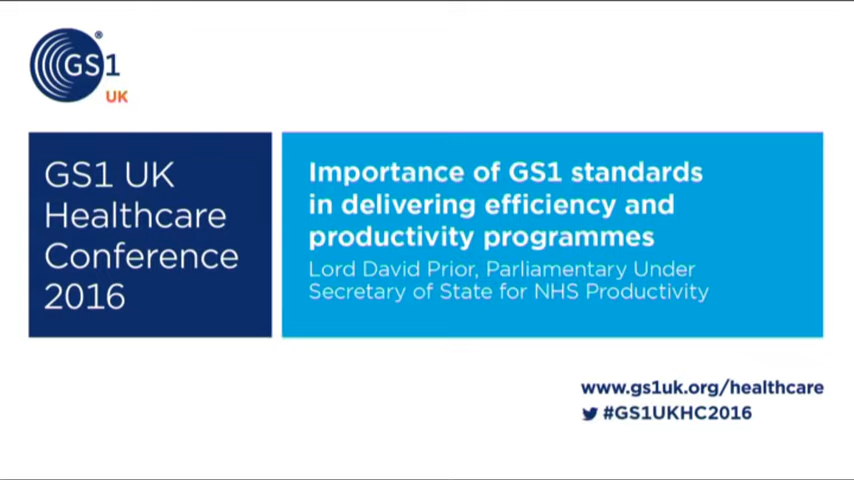 GS1
®
UK
GS1 UK
Healthcare
Conference
2016
Importance of GS1 standards
in delivering efficiency and
productivity programmes
Lord David Prior, Parliamentary Under
Secretary of State for NHS Productivity
www.gs1uk.org/healthcare
#GS1UKHC2016